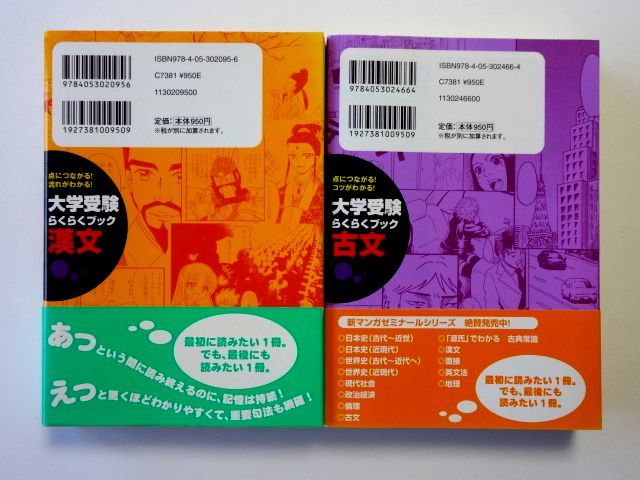 ISBN978-4-05-302095-6
C7381 ¥950E
9784053020956
1130209500
定価：本体950円
※税が別に加算されます。
1927381009509
点につながる！
流れがわかる！
大学受験
らくらくブック
漢文
最初に読みたい1冊。
でも、最後にも
読みたい1冊。
あつという間に読み終えるのに、記憶は持続！
えつと驚くほどわかりやすくて、重要句法も網羅！
ISBN978-4-05-302466-4
C7381 ¥950E
9784053024664
1130246600
定価：本体950円
※税が別に加算されます。
1927381009509
点につながる！
コツがわかる！
大学受験
らくらくブック
古文
新マンガゼミナールシリーズ 絶賛発売中！
○日本史（古代〜近世）
○日本史（近現代）
○世界史（古代〜近代へ）
○世界史（近現代）
○現代社会
○政治経済
○倫理
○古文
○「源氏」でわかる 古典常識
○漢文
○面接
○英文法
○地理
最初に読みたい1冊。
でも、最後にも
読みたい1冊。